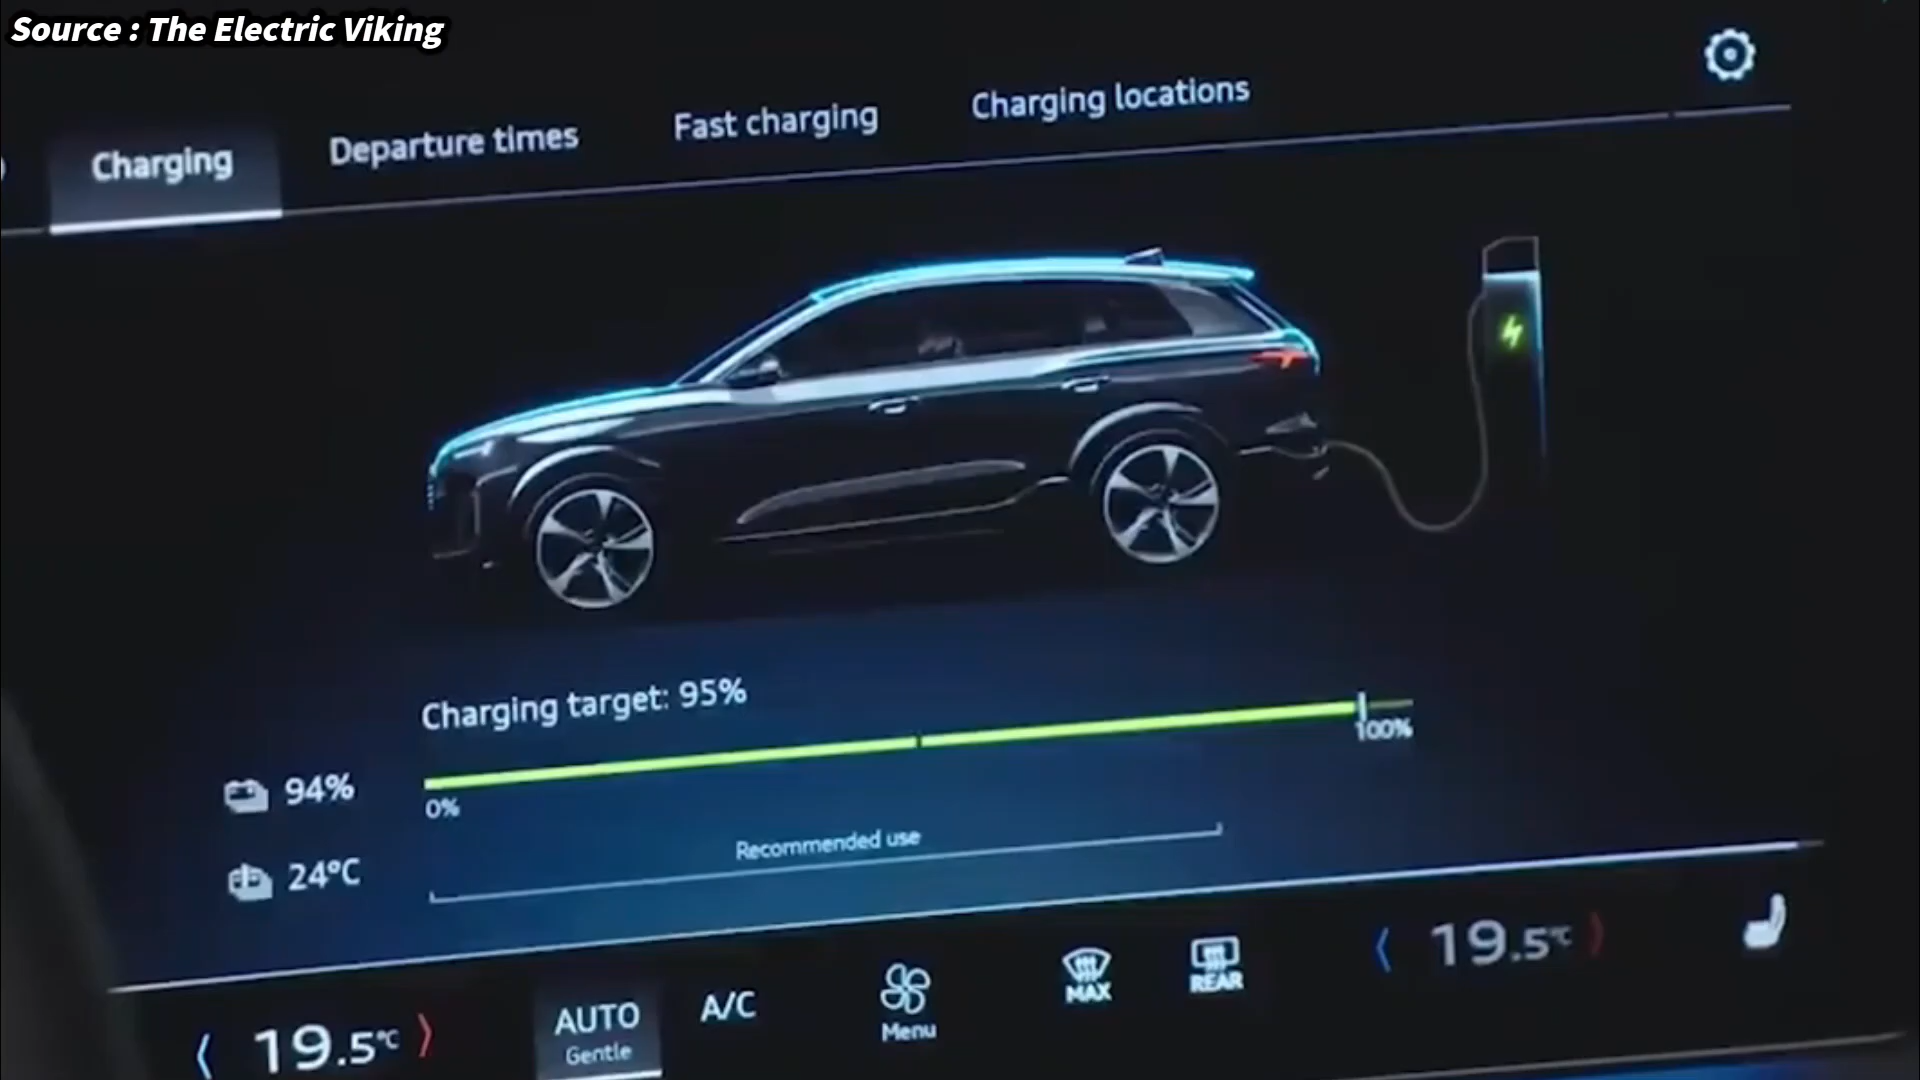 Source : The Electric Viking
Charging
Departure times
Fast charging
Charging locations
Charging target: 95%
94%
0%
100%
24°C
Recommended use
19.5°C
AUTO
Gentle
A/C
Menu
MAX
REAR
19.5°C